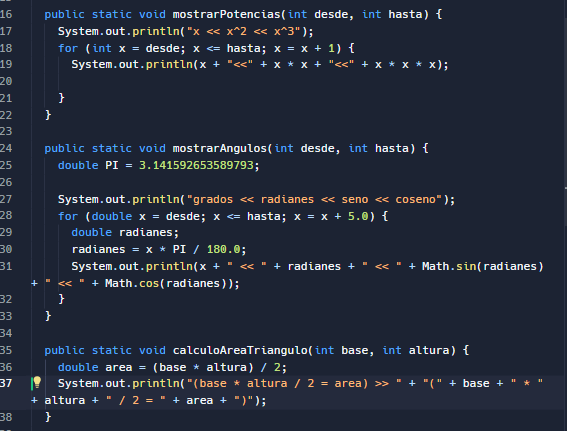 16 public static void mostrarPotencias(int desde, int hasta) {
17 System.out.println("x << x^2 << x^3");
18 for (int x = desde; x <= hasta; x = x + 1) {
19 System.out.println(x + "<<" + x * x + "<<" + x * x * x);
20
21 }
22 }
23
24 public static void mostrarAngulos(int desde, int hasta) {
25 double PI = 3.141592653589793;
26
27 System.out.println("grados << radianes << seno << coseno");
28 for (double x = desde; x <= hasta; x = x + 5.0) {
29 double radianes;
30 radianes = x * PI / 180.0;
31 System.out.println(x + " << " + radianes + " << " + Math.sin(radianes)
+ " << " + Math.cos(radianes));
32 }
33 }
34
35 public static void calculoAreaTriangulo(int base, int altura) {
36 double area = (base * altura) / 2;
37 System.out.println("(base * altura / 2 = area) >> " + "(" + base + " * "
+ altura + " / 2 = " + area + ")");
38 }